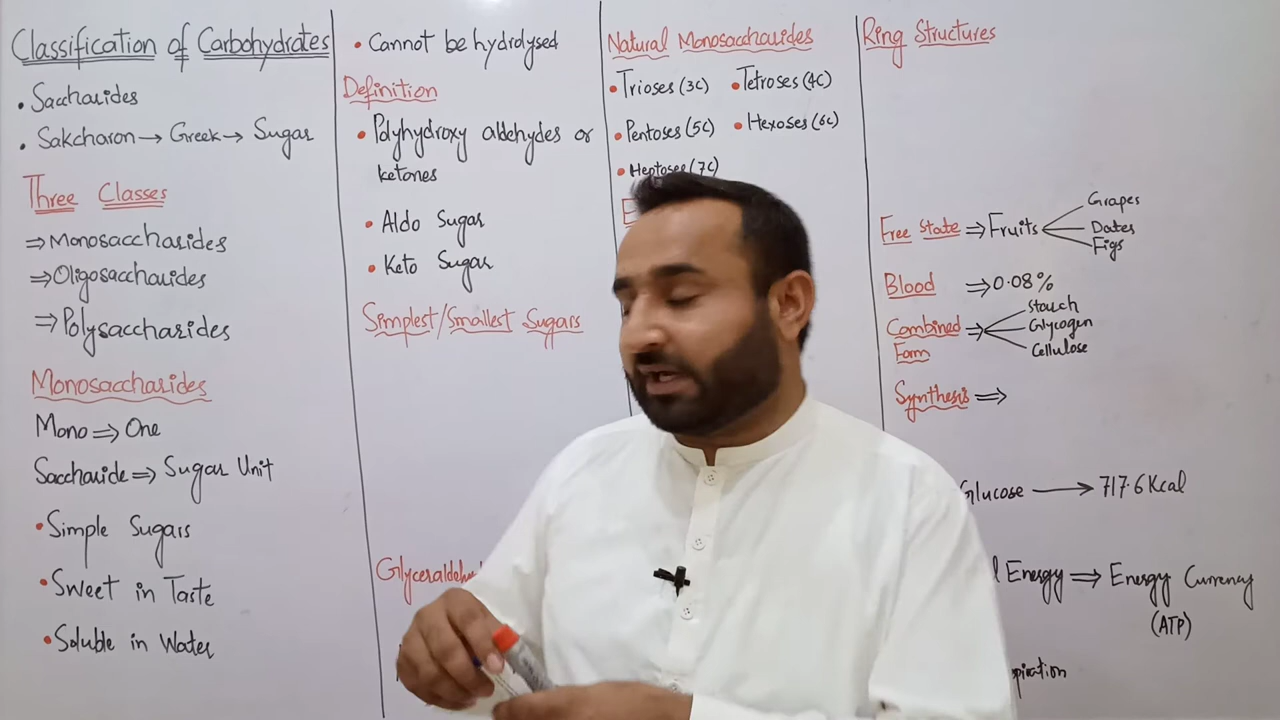 Classification of Carbohydrates
• Saccharides
• Sakcharon → Greek → Sugar
Three Classes
⇒ Monosaccharides
⇒ Oligosaccharides
⇒ Polysaccharides
Monosaccharides
Mono ⇒ One
Saccharide ⇒ Sugar Unit
• Simple Sugars
• Sweet in Taste
• Soluble in Water
• Cannot be hydrolysed
Definition
• Polyhydroxy aldehydes or
ketones
• Aldo Sugar
• Keto Sugar
Simplest/Smallest Sugars
Natural Monosaccharides
• Trioses (3C) • Tetroses (4C)
• Pentoses (5C) • Hexoses (6C)
• Heptoses (7C)
Ring Structures
Free State ⇒ Fruits
Grapes
Dates
Figs
Blood ⇒ 0.08%
Combined ⇒
Form
Starch
Glycogen
Cellulose
Synthesis ⇒
Glucose → 717.6 Kcal
Energy ⇒ Energy Currency
(ATP)